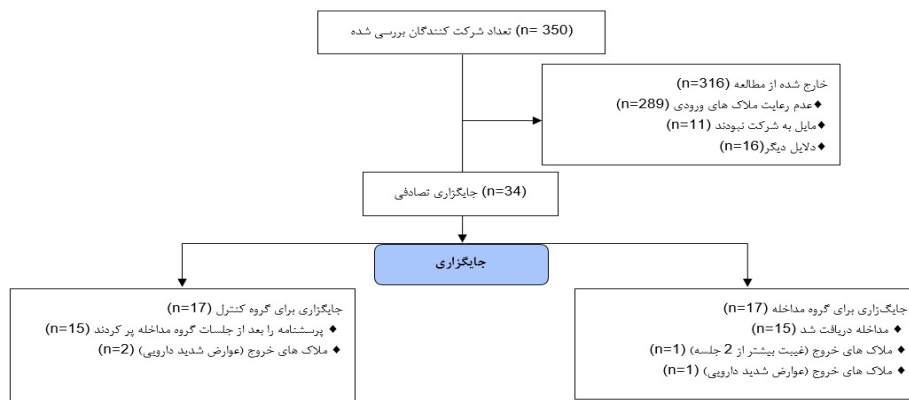 تعداد شرکت کنندگان بررسی شده (n= 350)
خارج شده از مطالعه (n=316)
♦عدم رعایت ملاک های ورودی (n=289)
♦مایل به شرکت نبودند (n=11)
♦دلایل دیگر(n=16)
جایگزاری تصادفی (n=34)
جایگزاری
جایگزاری برای گروه مداخله (n=17)
♦ مداخله دریافت شد (n=15)
♦ ملاک های خروج (غیبت بیشتر از 2 جلسه) (n=1)
♦ ملاک های خروج (عوارض شدید دارویی) (n=1)
جایگزاری برای گروه کنترل (n=17)
♦ پرسشنامه را بعد از جلسات گروه مداخله پر کردند (n=15)
♦ ملاک های خروج (عوارض شدید دارویی) (n=2)